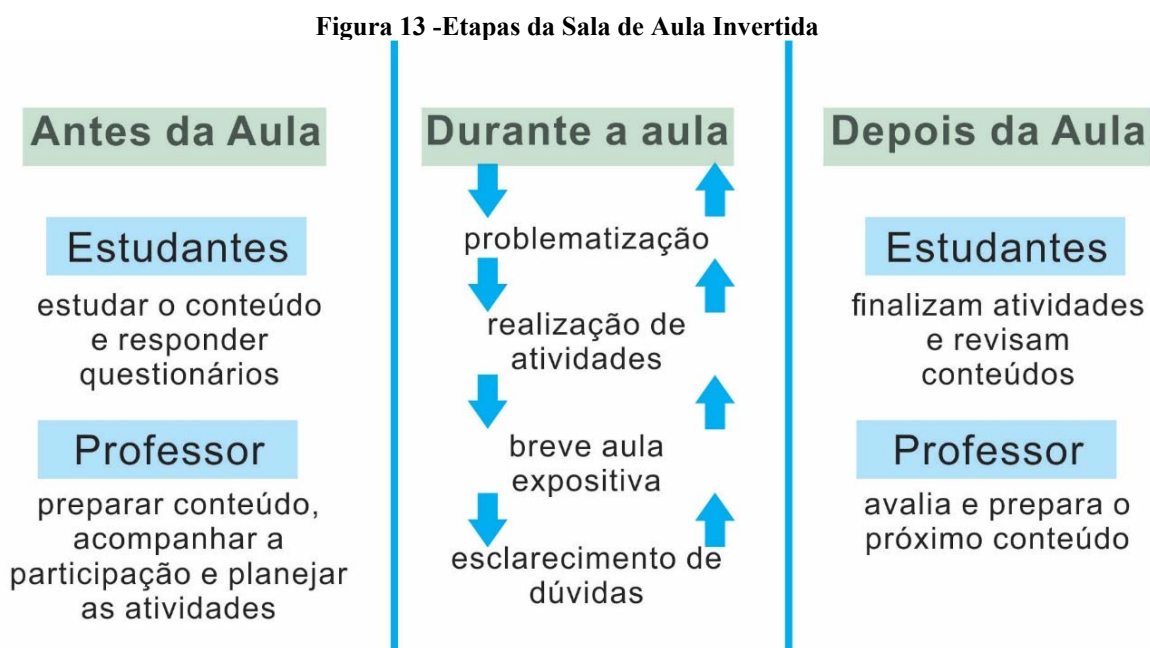 Figura 13 -Etapas da Sala de Aula Invertida
Antes da Aula
Estudantes
estudar o conteúdo
e responder
questionários
Professor
preparar conteúdo,
acompanhar a
participação e planejar
as atividades
Durante a aula
problematização
realização de
atividades
breve aula
expositiva
esclarecimento de
dúvidas
Depois da Aula
Estudantes
finalizam atividades
e revisam
conteúdos
Professor
avalia e prepara o
próximo conteúdo